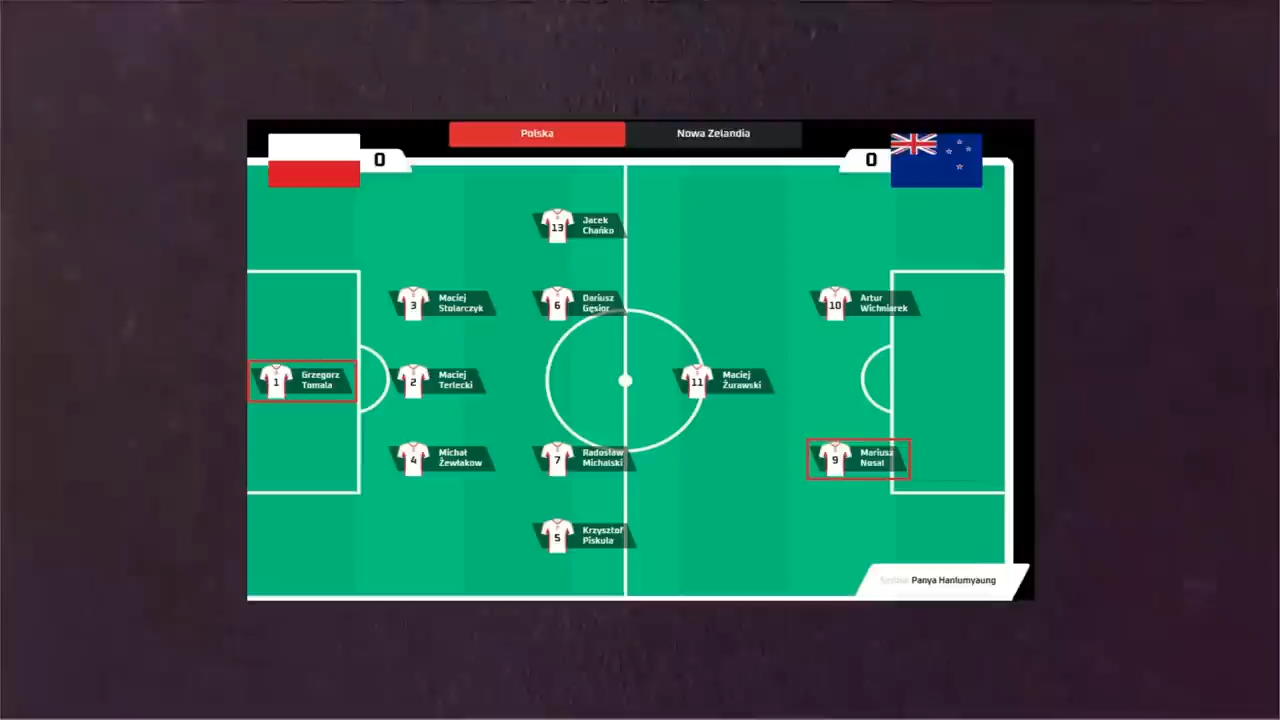 Polska
Nowa Zelandia
0
0
13
Jacek
Chańko
3
Maciej
Stolarczyk
6
Dariusz
Gęsior
10
Artur
Wichniarek
1
Grzegorz
Tomala
2
Maciej
Terlecki
11
Maciej
Żurawski
4
Michał
Żewłakow
7
Radosław
Michalski
9
Mariusz
Nosal
5
Krzysztof
Piskuła
Sędzia: Panya Hanlumyaung